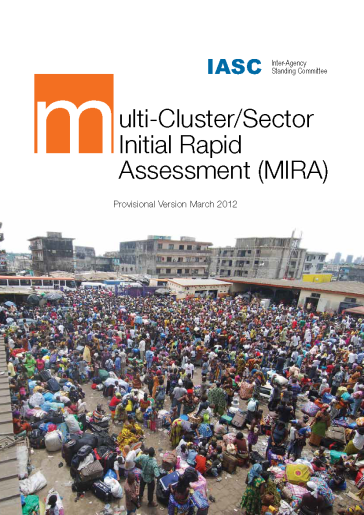 IASC
Inter-Agency
Standing Committee
multi-Cluster/Sector
Initial Rapid
Assessment (MIRA)
Provisional Version March 2012